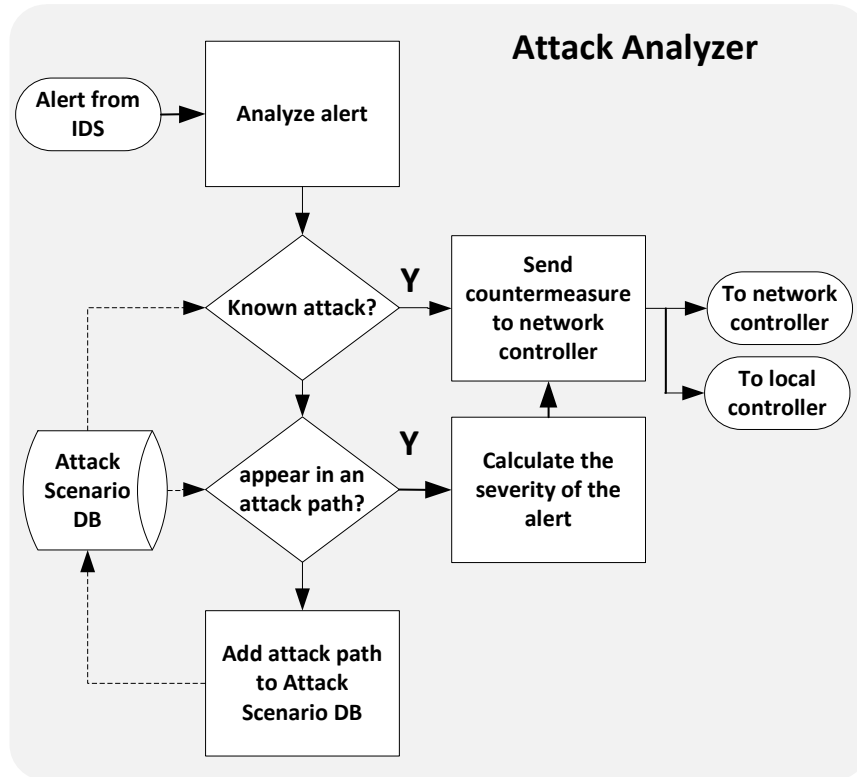 Attack Analyzer
Alert from
IDS
Analyze alert
Known attack?
Y
Send
countermeasure
to network
controller
To network
controller
To local
controller
Attack
Scenario
DB
appear in an
attack path?
Y
Calculate the
severity of the
alert
Add attack path
to Attack
Scenario DB